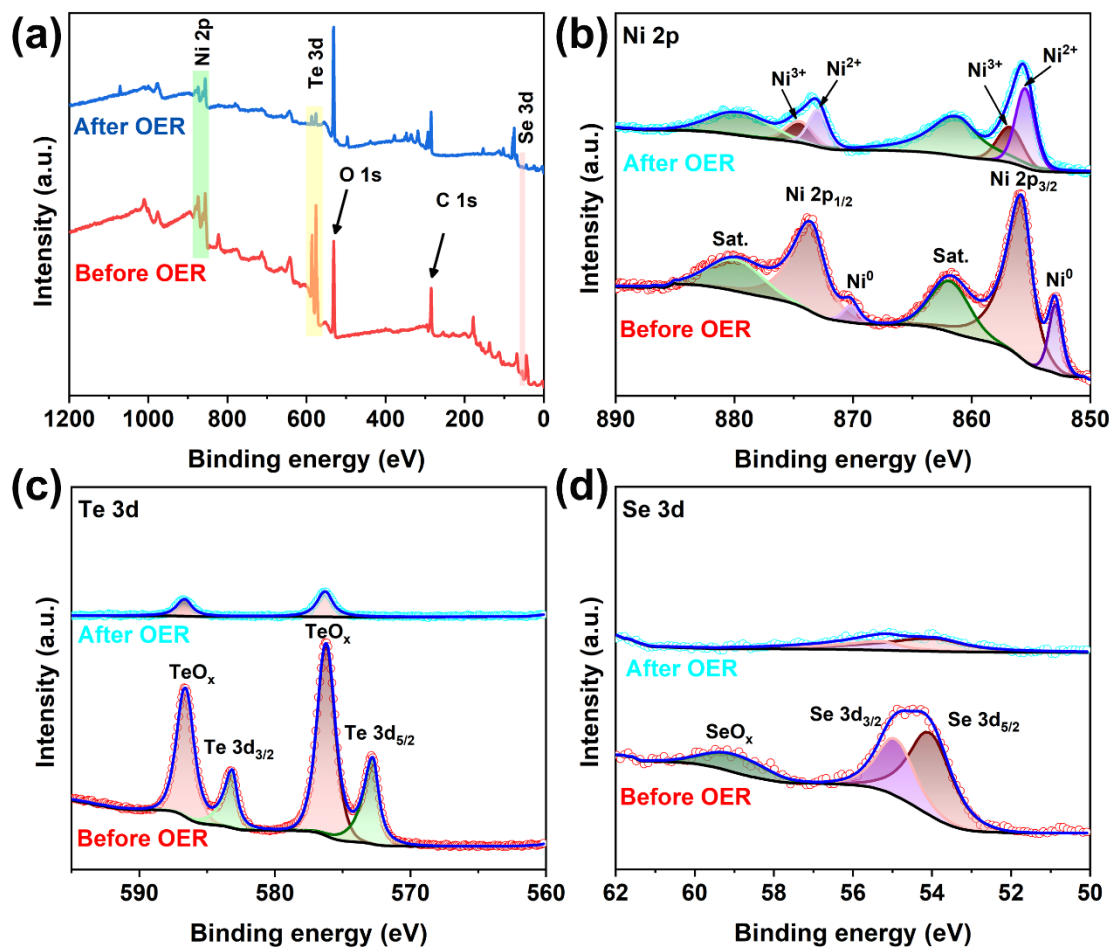 (a)
After OER
Ni 2p
Te 3d
Se 3d
O 1s
C 1s
Before OER
Intensity (a.u.)
1200 1000 800 600 400 200 0
Binding energy (eV)
(b)
Ni 2p
Ni³⁺
Ni²⁺
Ni³⁺
Ni²⁺
After OER
Ni 2p₁/₂
Ni 2p₃/₂
Sat.
Ni⁰
Sat.
Ni⁰
Before OER
Intensity (a.u.)
890 880 870 860 850
Binding energy (eV)
(c)
Te 3d
After OER
TeOₓ
TeOₓ
Te 3d₃/₂
Te 3d₅/₂
Before OER
Intensity (a.u.)
590 580 570 560
Binding energy (eV)
(d)
Se 3d
After OER
SeOₓ
Se 3d₃/₂
Se 3d₅/₂
Before OER
Intensity (a.u.)
62 60 58 56 54 52 50
Binding energy (eV)